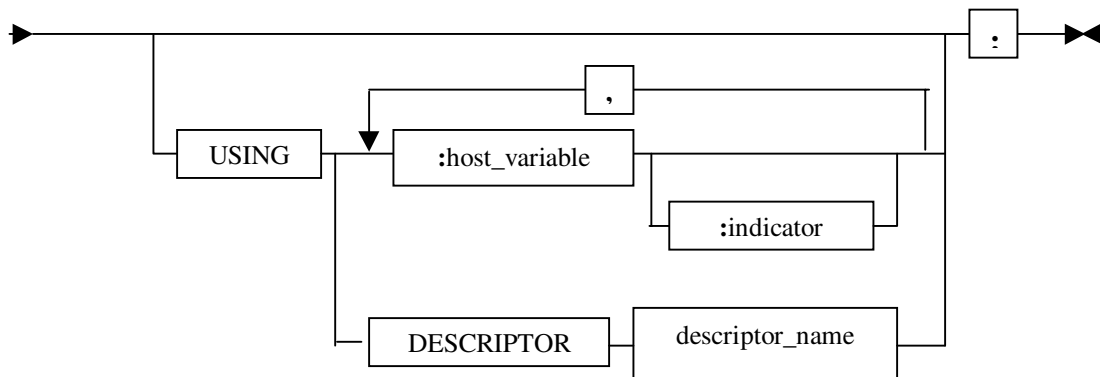 :
,
USING
:host_variable
:indicator
DESCRIPTOR
descriptor_name